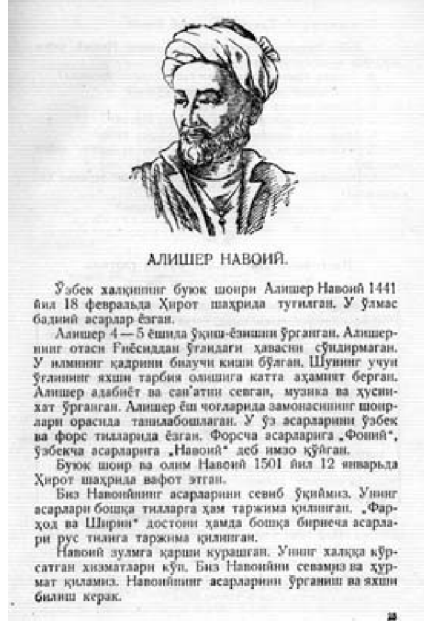 АЛИШЕР НАВОИЙ.
Ўзбек халқининг буюк шоири Алишер Навоий 1441
йил 18 февральда Ҳирот шаҳрида туғилган. У ўлмас
бадиий асарлар ёзган.
Алишер 4—5 ёшида ўқиш-ёзишни ўрганган. Алишер-
нинг отаси Ғиёсиддан ўғлидаги ҳавасни сўндирмаган.
У илмнинг қадрини билучи киши бўлган. Шунинг учун
ўғлининг яхши тарбия олишига катта аҳамият берган.
Алишер адабиёт ва сан'атни севган, музика ва ҳусни-
хат ўрганган. Алишер ёш чоғларида замонасининг шоир-
лари орасида танилабошлаган. У ўз асарларини ўзбек
ва форс тилларида ёзган. Форсча асарларига „Фоний“,
ўзбекча асарларига „Навоий“ деб имзо қўйган.
Буюк шоир ва олим Навоий 1501 йил 12 январьда
Ҳирот шаҳрида вафот этган.
Биз Навоийнинг асарларини севиб ўқиймиз. Унинг
асарлари бошқа тилларга ҳам таржима қилинган. „Фар-
ҳод ва Ширин“ достони ҳамда бошқа бирнеча асарла-
ри рус тилига таржима қилинган.
Навоий зулмга қарши курашган. Унинг халққа кўр-
сатган хизматлари кўп. Биз Навоийни севамиз ва ҳур-
мат қиламиз. Навоийнинг асарларини ўрганиш ва яхши
билиш керак.